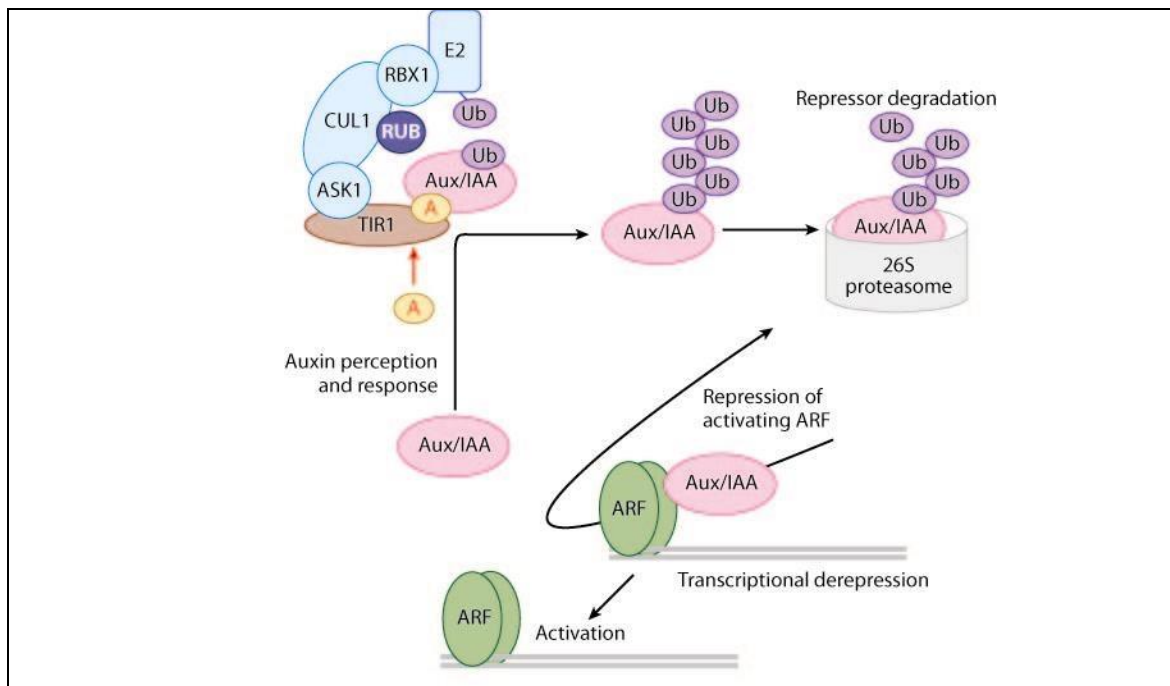 E2
RBX1
Ub
CUL1
RUB
Ub
Aux/IAA
ASK1
A
TIR1
A
Auxin perception
and response
Aux/IAA
Ub
Ub
Ub
Ub
Ub
Ub
Aux/IAA
Repressor degradation
Ub
Ub
Ub
Ub
Ub
Ub
Aux/IAA
26S
proteasome
Repression of
activating ARF
Aux/IAA
ARF
Transcriptional derepression
ARF
Activation